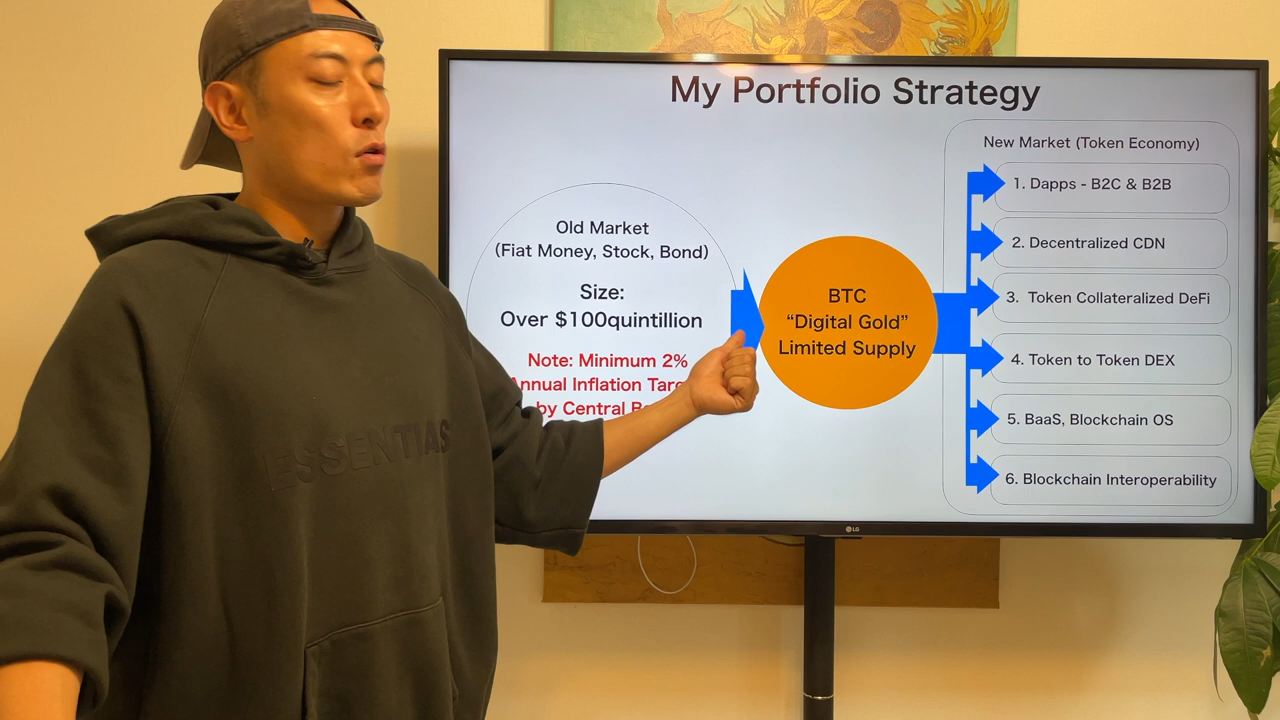 My Portfolio Strategy
Old Market
(Fiat Money, Stock, Bond)
Size:
Over $100quintillion
Note: Minimum 2%
Annual Inflation
by Central
BTC
“Digital Gold”
Limited Supply
New Market (Token Economy)
1. Dapps - B2C & B2B
2. Decentralized CDN
3. Token Collateralized DeFi
4. Token to Token DEX
5. BaaS, Blockchain OS
6. Blockchain Interoperability
LG
ESSENTIALS